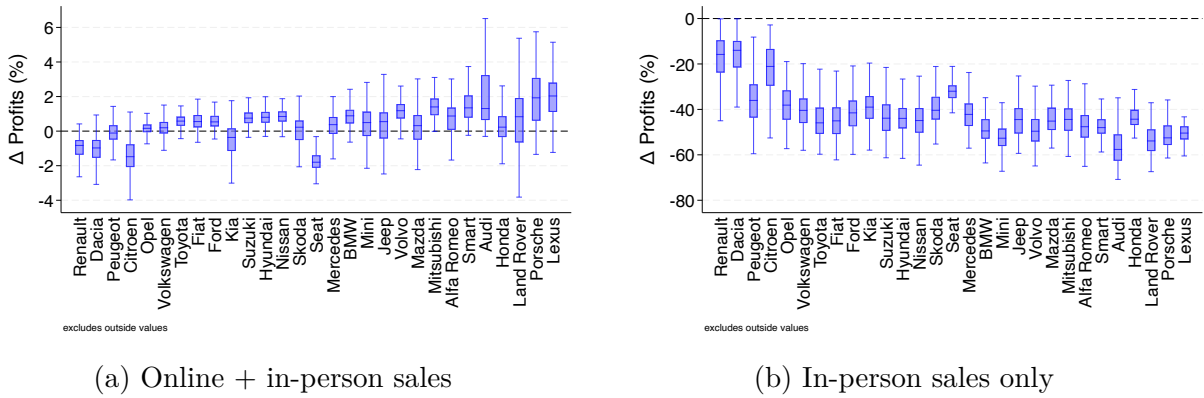 Δ Profits (%)
6
4
2
0
-2
-4
Renault
Dacia
Peugeot
Citroen
Opel
Volkswagen
Toyota
Fiat
Ford
Kia
Suzuki
Hyundai
Nissan
Skoda
Seat
Mercedes
BMW
Mini
Jeep
Volvo
Mazda
Mitsubishi
Alfa Romeo
Smart
Audi
Honda
Land Rover
Porsche
Lexus
excludes outside values
(a) Online + in-person sales
Δ Profits (%)
0
-20
-40
-60
-80
Renault
Dacia
Peugeot
Citroen
Opel
Volkswagen
Toyota
Fiat
Ford
Kia
Suzuki
Hyundai
Nissan
Skoda
Seat
Mercedes
BMW
Mini
Jeep
Volvo
Mazda
Mitsubishi
Alfa Romeo
Smart
Audi
Honda
Land Rover
Porsche
Lexus
excludes outside values
(b) In-person sales only